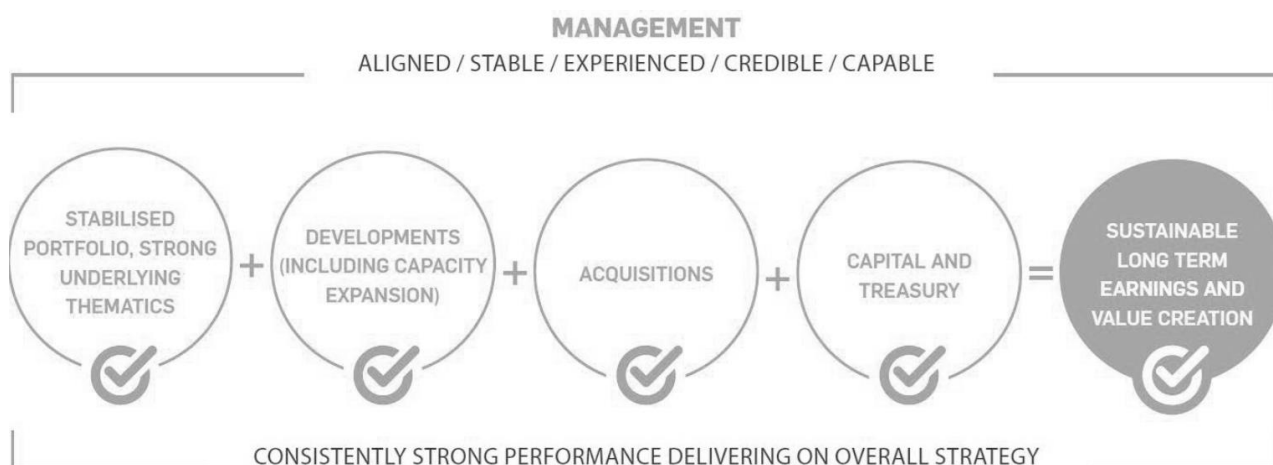 MANAGEMENT
ALIGNED / STABLE / EXPERIENCED / CREDIBLE / CAPABLE
STABILISED
PORTFOLIO, STRONG
UNDERLYING
THEMATICS
+
DEVELOPMENTS
(INCLUDING CAPACITY
EXPANSION)
+
ACQUISITIONS
+
CAPITAL AND
TREASURY
=
SUSTAINABLE
LONG TERM
EARNINGS AND
VALUE CREATION
CONSISTENTLY STRONG PERFORMANCE DELIVERING ON OVERALL STRATEGY